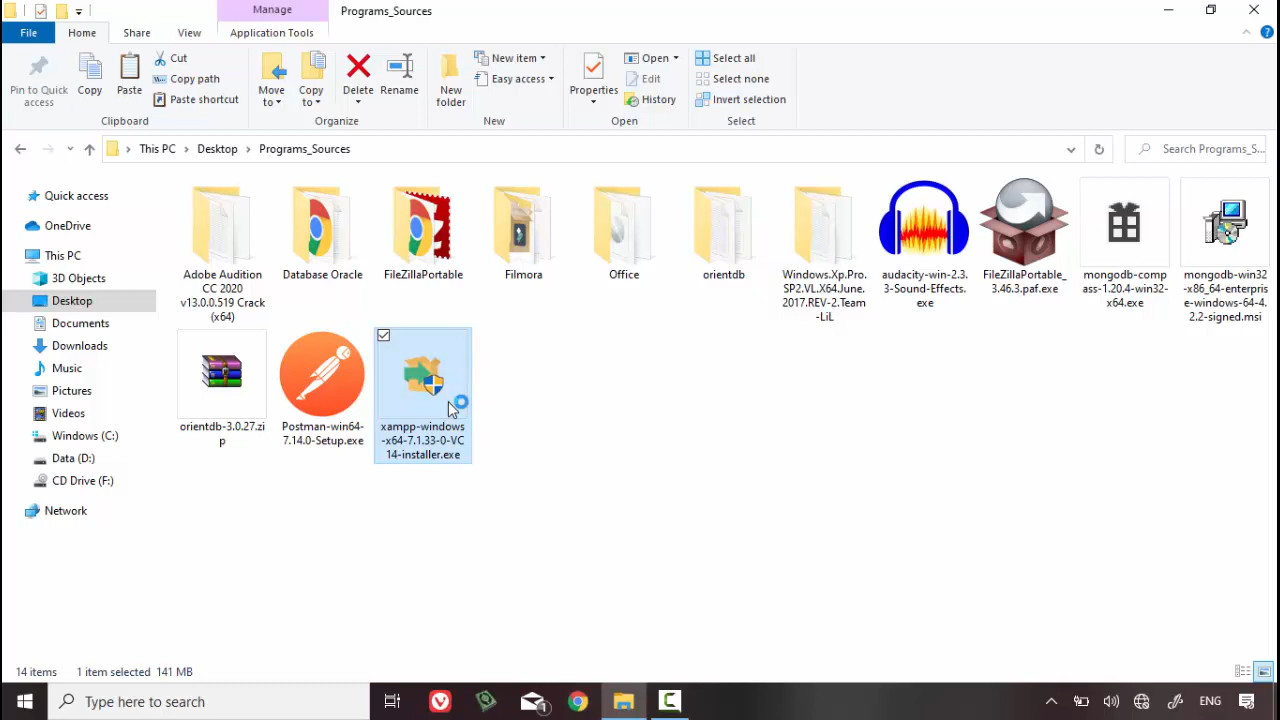 Manage
Programs_Sources
File
Home
Share
View
Application Tools
Pin to Quick
access
Copy
Paste
Cut
Copy path
Paste shortcut
Clipboard
Move
to
Copy
to
Delete
Rename
Organize
New
folder
New item
Easy access
New
Properties
Open
Edit
History
Open
Select all
Select none
Invert selection
Select
This PC
Desktop
Programs_Sources
Search Programs_S...
Quick access
OneDrive
This PC
3D Objects
Desktop
Documents
Downloads
Music
Pictures
Videos
Windows (C:)
Data (D:)
CD Drive (F:)
Network
Adobe Audition
CC 2020
v13.0.0.519 Crack
(x64)
Database Oracle
FileZillaPortable
Filmora
Office
orientdb
Windows.Xp.Pro.
SP2.VL.X64.June.
2017.REV-2.Team
-LiL
audacity-win-2.3.
3-Sound-Effects.
exe
FileZillaPortable_
3.46.3.paf.exe
mongodb-comp
ass-1.20.4-win32-
x64.exe
mongodb-win32
-x86_64-enterpris
e-windows-64-4.
2.2-signed.msi
orientdb-3.0.27.zi
p
Postman-win64-
7.14.0-Setup.exe
xampp-windows
-x64-7.1.33-0-VC
14-installer.exe
14 items
1 item selected
141 MB
Type here to search
1
ENG